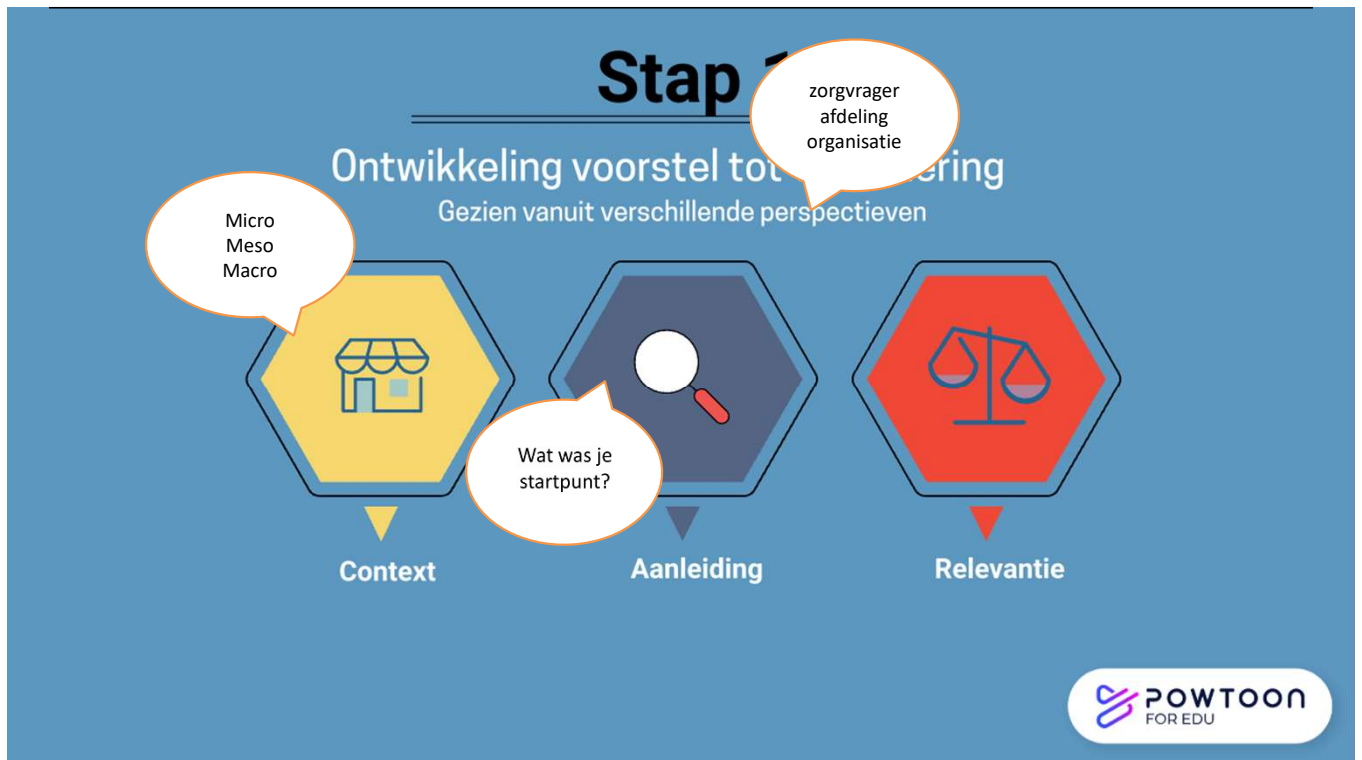 Stap
zorgvrager
afdeling
organisatie
Ontwikkeling voorstel tot
Gezien vanuit verschillende perspectieven
Micro
Meso
Macro
Wat was je
startpunt?
Context
Aanleiding
Relevantie
POWTOON
FOR EDU